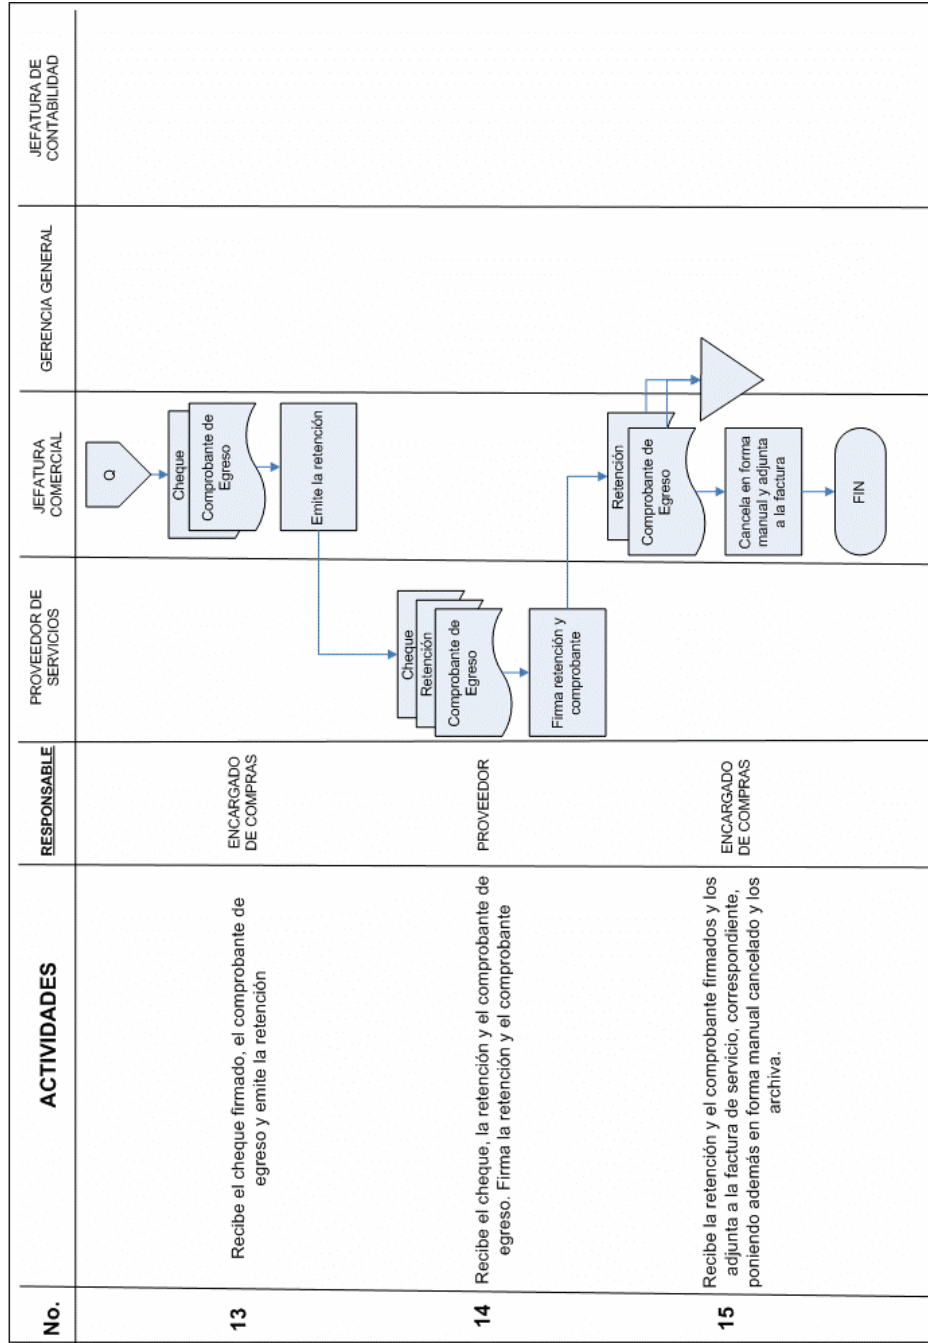 No.
ACTIVIDADES
RESPONSABLE
PROVEEDOR DE
SERVICIOS
JEFATURA
COMERCIAL
GERENCIA GENERAL
JEFATURA DE
CONTABILIDAD
13
Recibe el cheque firmado, el comprobante de
egreso y emite la retención
ENCARGADO
DE COMPRAS
Q
Cheque
Comprobante de
Egreso
Emite la retención
14
Recibe el cheque, la retención y el comprobante de
egreso. Firma la retención y el comprobante
PROVEEDOR
Cheque
Retención
Comprobante de
Egreso
Firma retención y
comprobante
15
Recibe la retención y el comprobante firmados y los
adjunta a la factura de servicio, correspondiente,
poniendo además en forma manual cancelado y los
archiva.
ENCARGADO
DE COMPRAS
Retención
Comprobante de
Egreso
Cancela en forma
manual y adjunta
a la factura
FIN